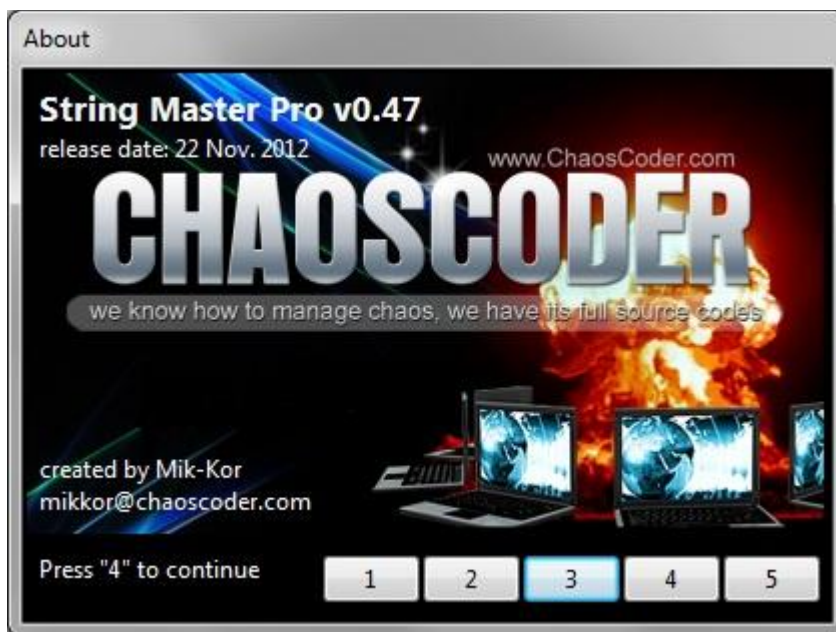 About
String Master Pro v0.47
release date: 22 Nov. 2012
www.ChaosCoder.com
CHAOSCODER
we know how to manage chaos, we have its full source codes
created by Mik-Kor
mikkor@chaoscoder.com
Press "4" to continue
1 2 3 4 5